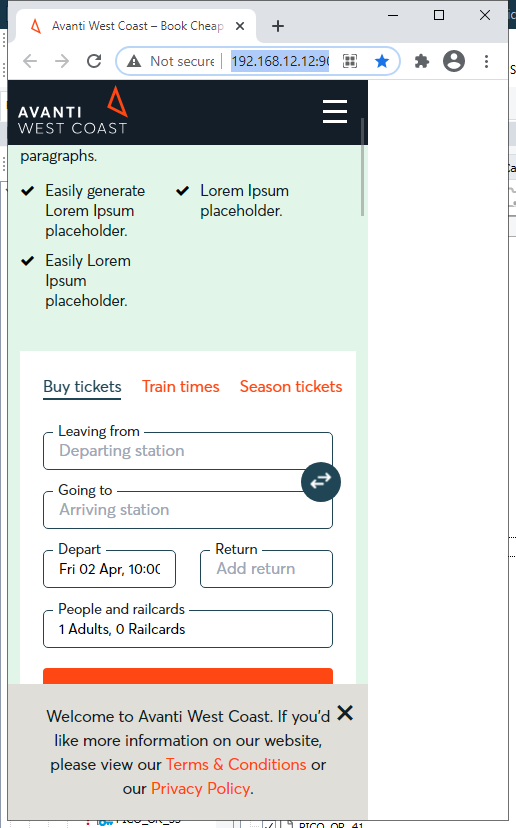 Avanti West Coast – Book Cheap
Not secure
192.168.12.12:90
AVANTI
WEST COAST
paragraphs.
Easily generate
Lorem Ipsum
placeholder.
Lorem Ipsum
placeholder.
Easily Lorem
Ipsum
placeholder.
Buy tickets Train times Season tickets
Leaving from
Departing station
Going to
Arriving station
Depart Return
Fri 02 Apr, 10:00 Add return
People and railcards
1 Adults, 0 Railcards
Welcome to Avanti West Coast. If you'd
like more information on our website,
please view our Terms & Conditions or
our Privacy Policy.